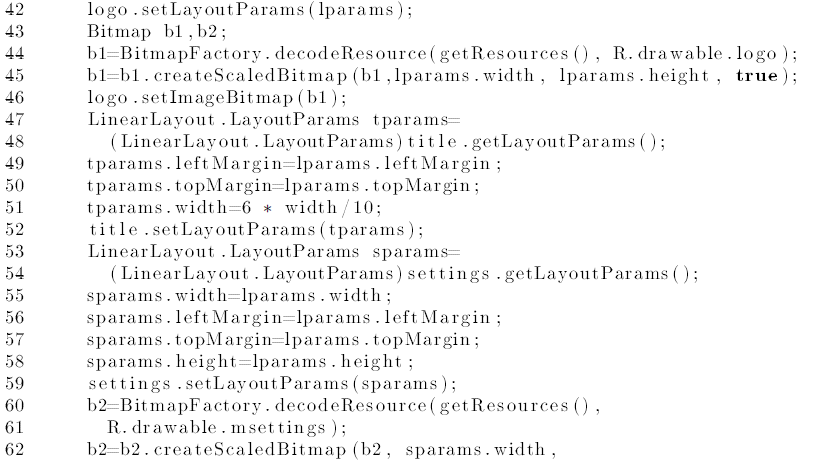 42 logo.setLayoutParams(lparams);
43 Bitmap b1,b2;
44 b1=BitmapFactory.decodeResource(getResources(), R.drawable.logo);
45 b1=b1.createScaledBitmap(b1,lparams.width, lparams.height, true);
46 logo.setImageBitmap(b1);
47 LinearLayout.LayoutParams tparams=
48 (LinearLayout.LayoutParams)title.getLayoutParams();
49 tparams.leftMargin=lparams.leftMargin;
50 tparams.topMargin=lparams.topMargin;
51 tparams.width=6 * width/10;
52 title.setLayoutParams(tparams);
53 LinearLayout.LayoutParams sparams=
54 (LinearLayout.LayoutParams)settings.getLayoutParams();
55 sparams.width=lparams.width;
56 sparams.leftMargin=lparams.leftMargin;
57 sparams.topMargin=lparams.topMargin;
58 sparams.height=lparams.height;
59 settings.setLayoutParams(sparams);
60 b2=BitmapFactory.decodeResource(getResources(),
61 R.drawable.msettings);
62 b2=b2.createScaledBitmap(b2, sparams.width,